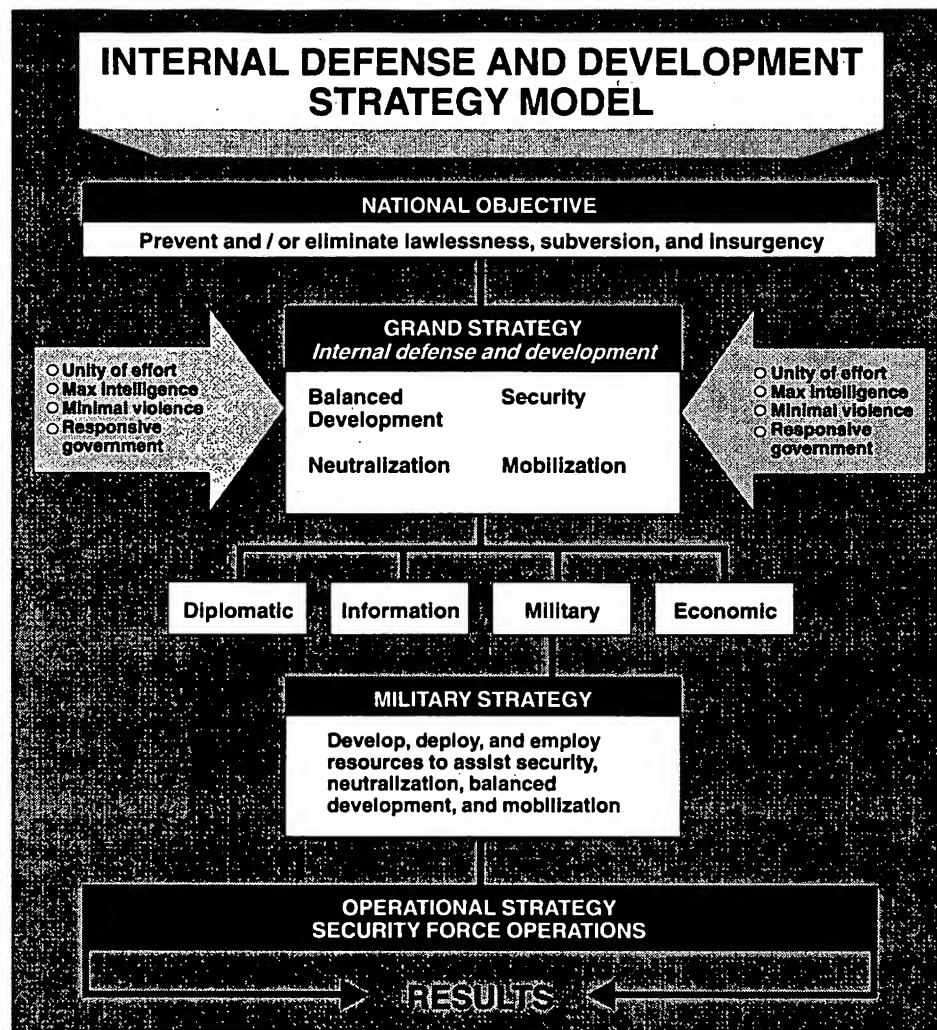 INTERNAL DEFENSE AND DEVELOPMENT
STRATEGY MODEL
NATIONAL OBJECTIVE
Prevent and / or eliminate lawlessness, subversion, and insurgency
GRAND STRATEGY
Internal defense and development
Balanced
Development
Security
Neutralization
Mobilization
Unity of effort
Max intelligence
Minimal violence
Responsive
government
Unity of effort
Max intelligence
Minimal violence
Responsive
government
Diplomatic
Information
Military
Economic
MILITARY STRATEGY
Develop, deploy, and employ
resources to assist security,
neutralization, balanced
development, and mobilization
OPERATIONAL STRATEGY
SECURITY FORCE OPERATIONS
RESULTS